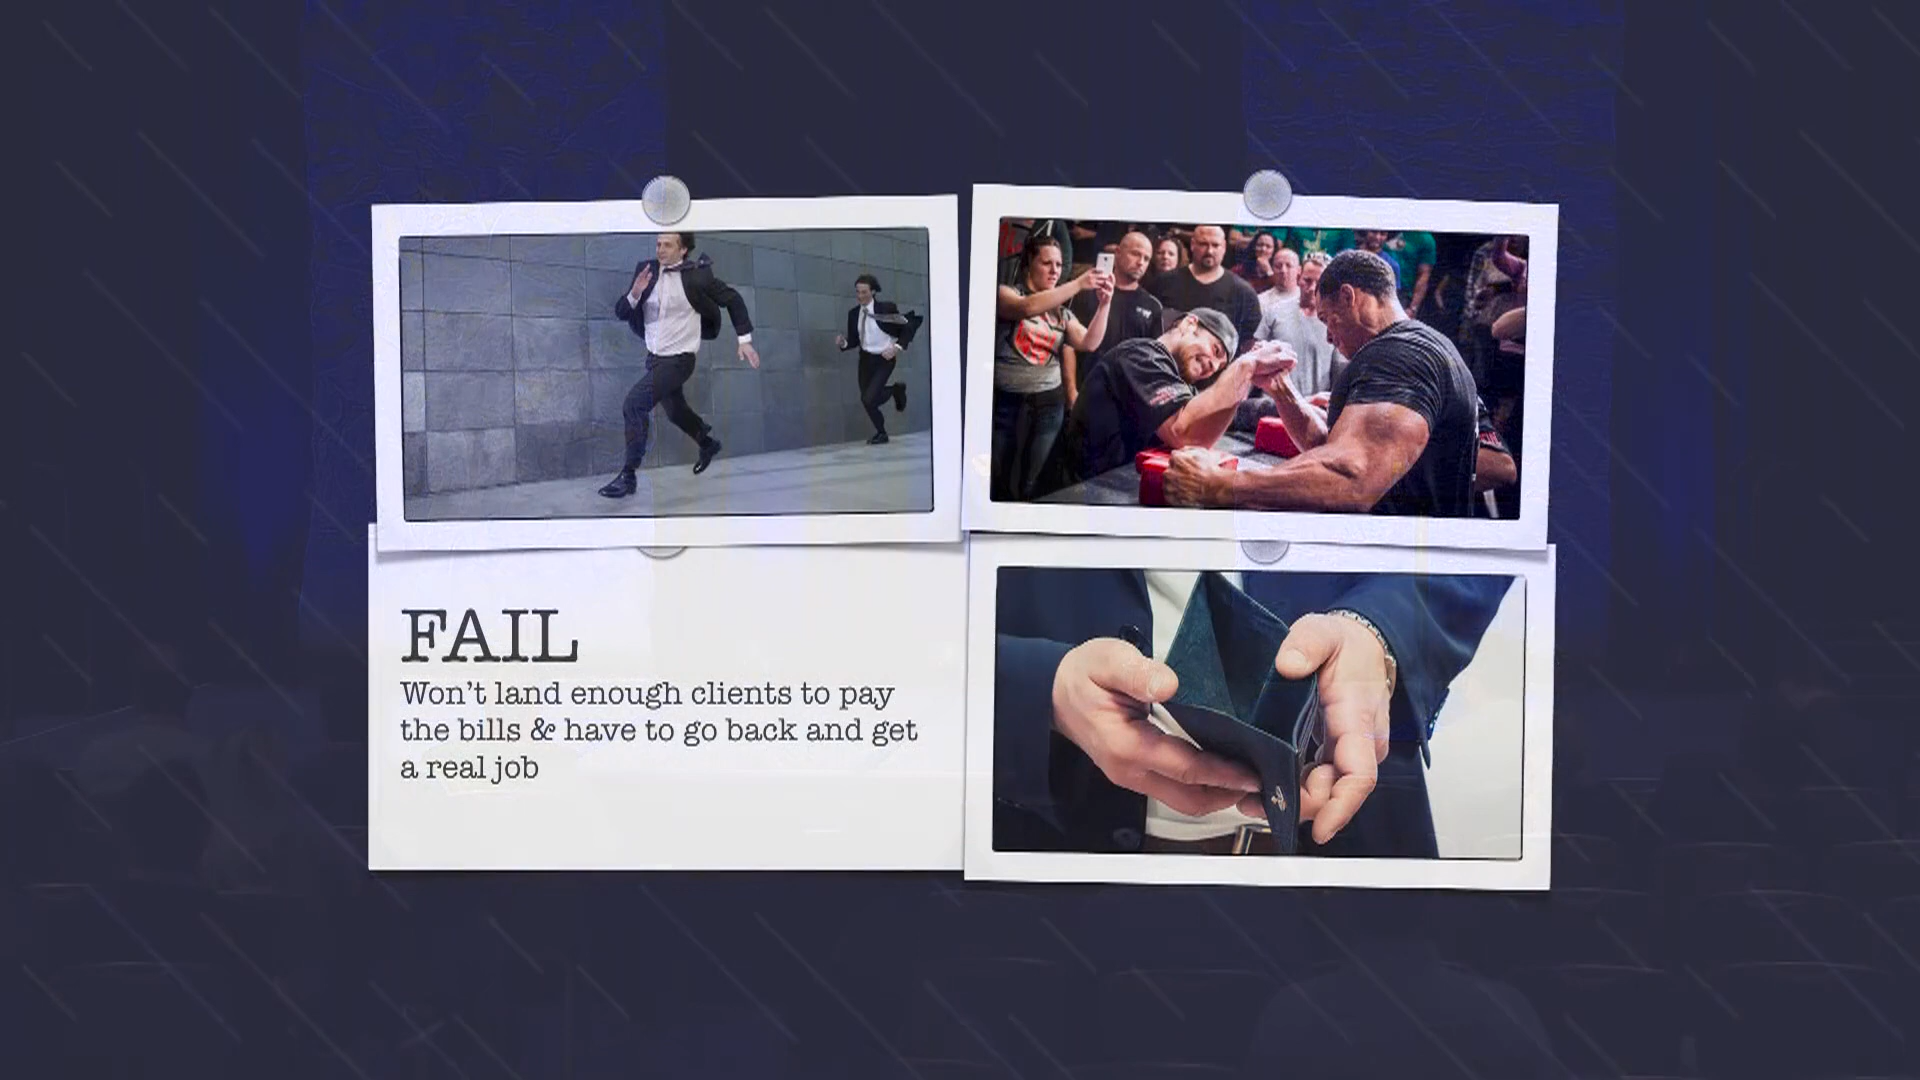 FAIL
Won't land enough clients to pay
the bills & have to go back and get
a real job